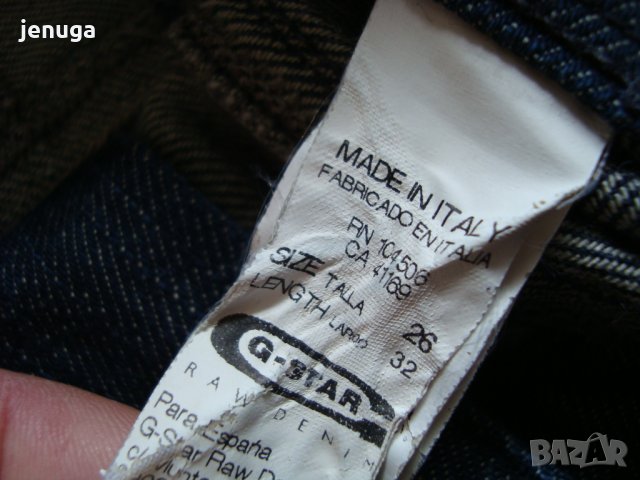 jenuga
MADE IN ITALY
FABRICADO EN ITALIA
RN 104506
CA 41169
SIZE TALLA 26
LENGTH LARGO 32
G-STAR
RAW DENIM
Para España
G-Star Raw D
c/
BAZAR